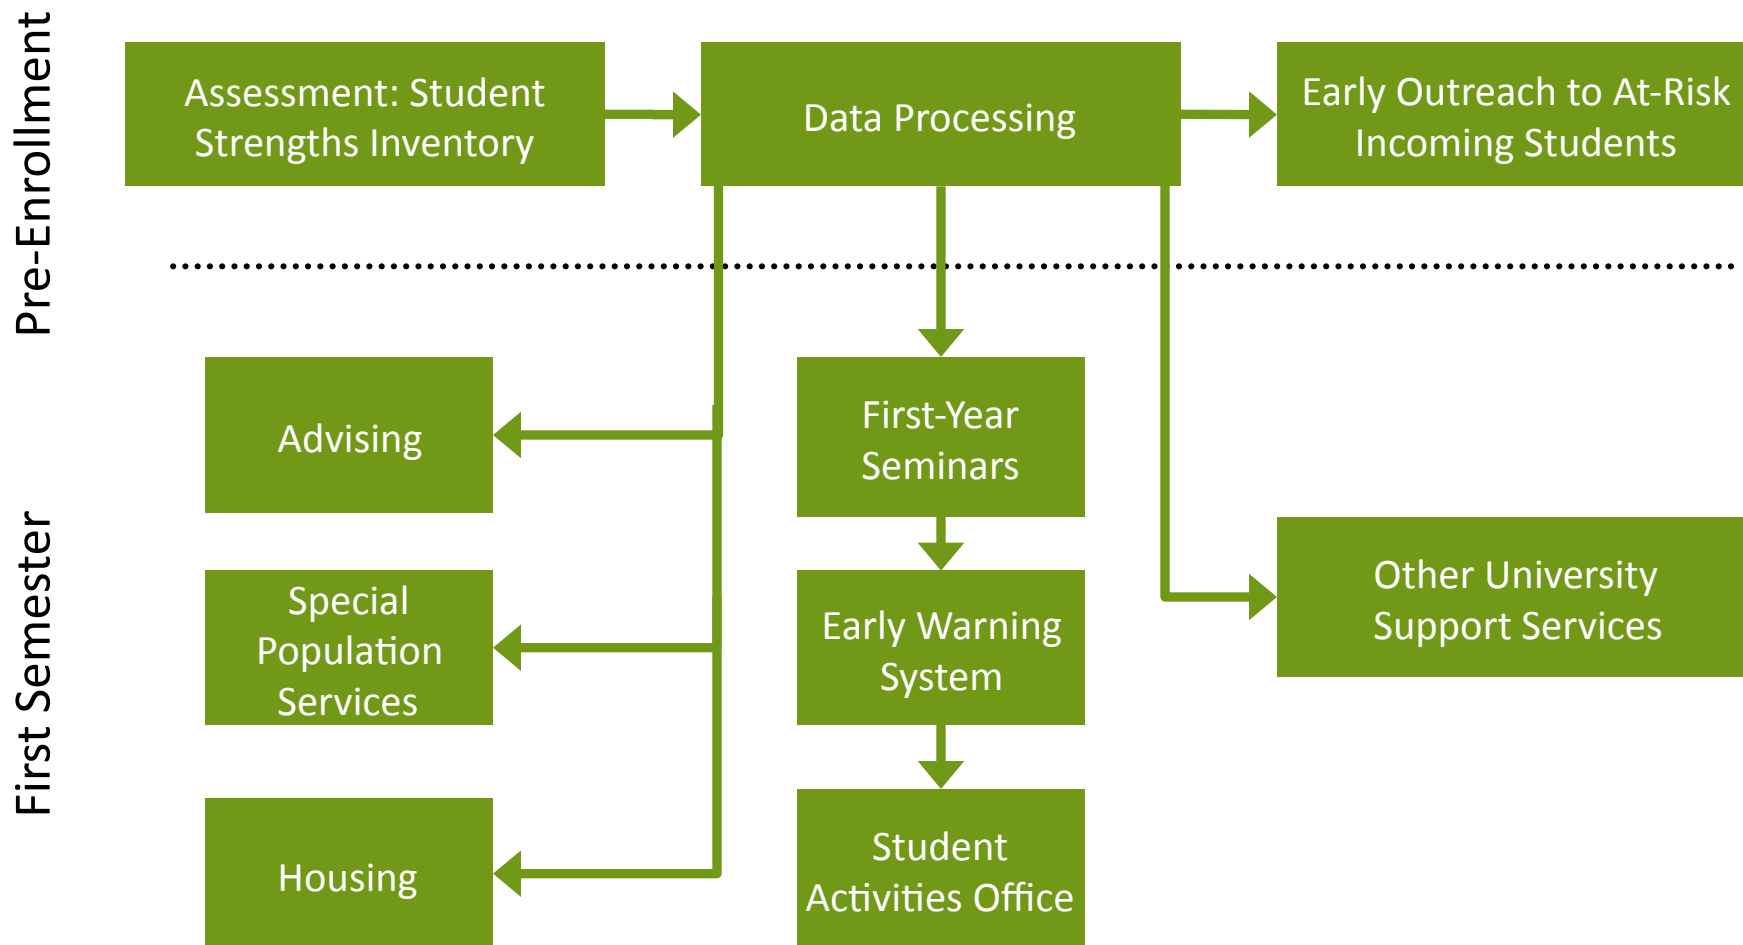 Pre-Enrollment
Assessment: Student
Strengths Inventory
Data Processing
Early Outreach to At-Risk
Incoming Students
First Semester
Advising
Special
Population
Services
Housing
First-Year
Seminars
Early Warning
System
Student
Activities Office
Other University
Support Services